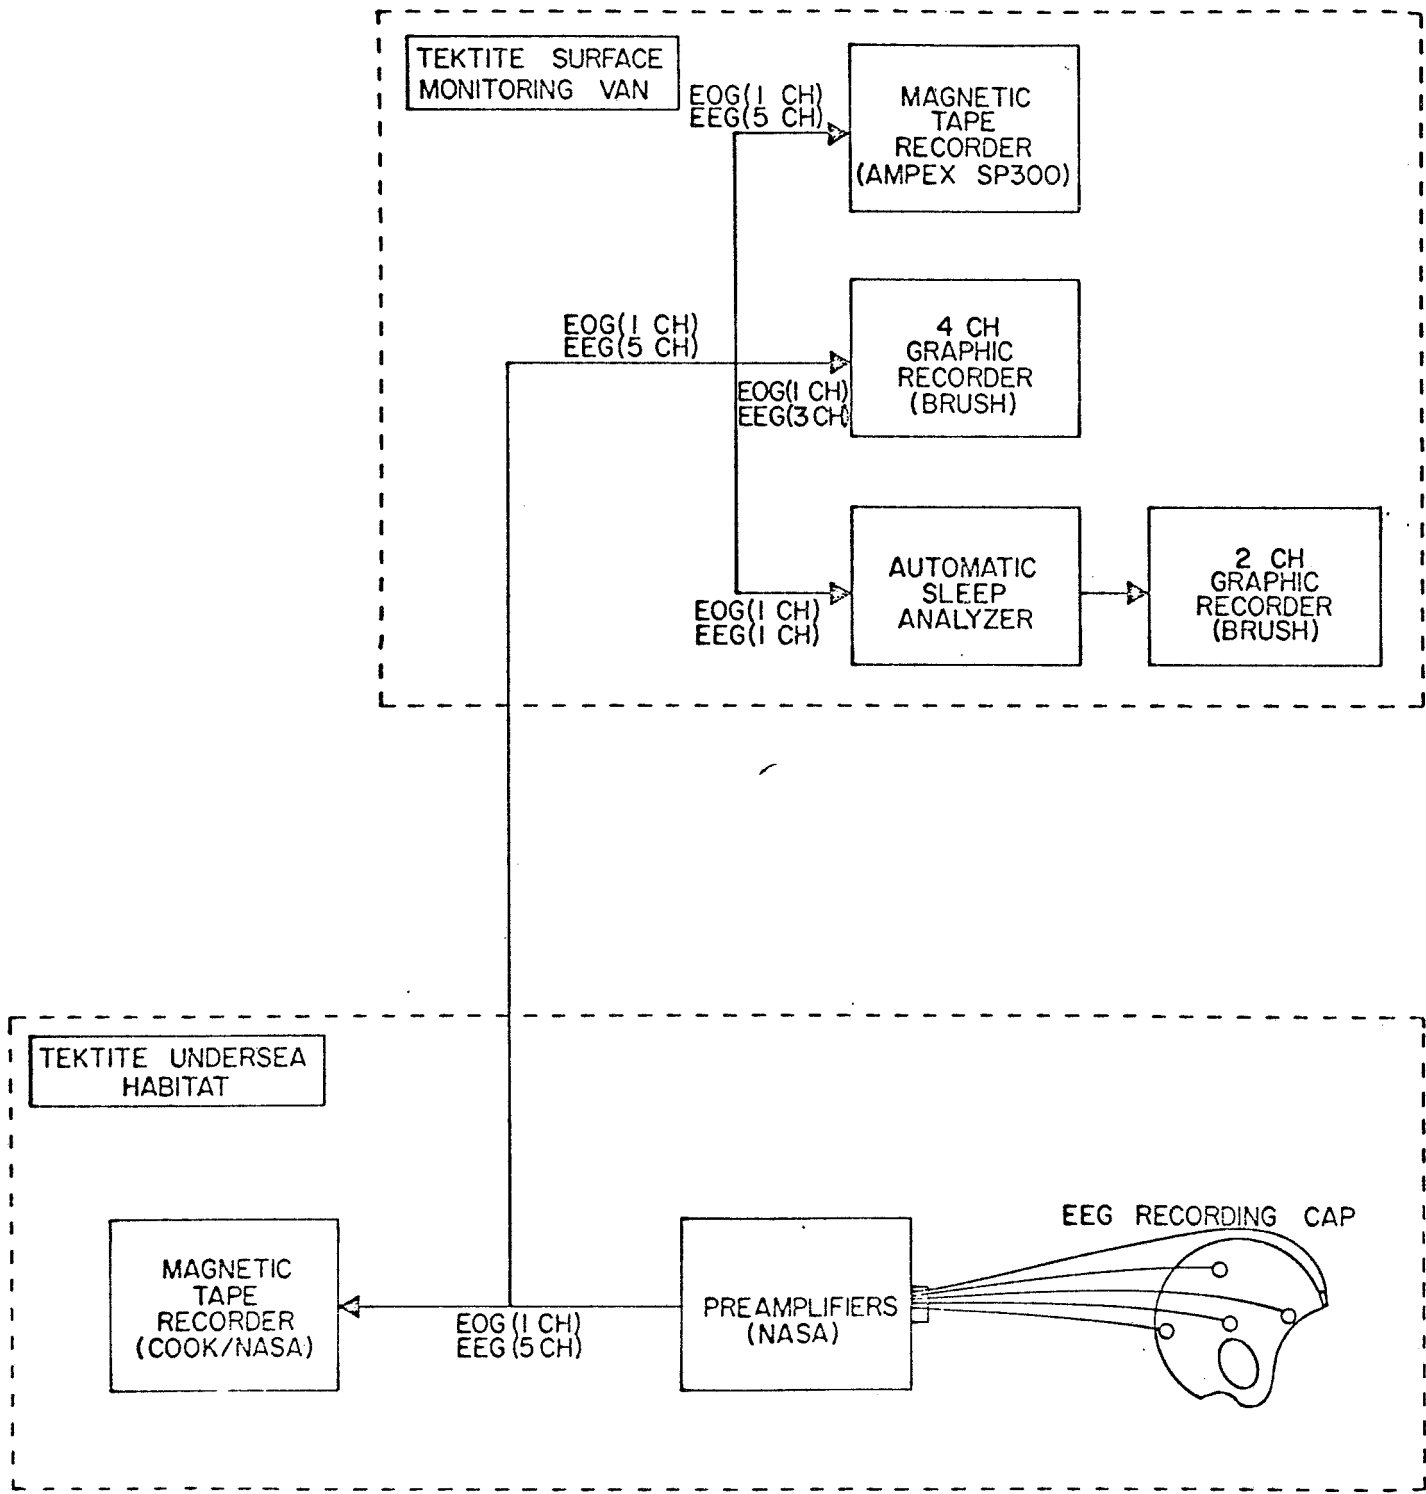 TEKTITE SURFACE
MONITORING VAN
EOG(1 CH)
EEG(5 CH)
MAGNETIC
TAPE
RECORDER
(AMPEX SP300)
EOG(1 CH)
EEG(5 CH)
4 CH
GRAPHIC
RECORDER
(BRUSH)
EOG(1 CH)
EEG(3 CH)
AUTOMATIC
SLEEP
ANALYZER
2 CH
GRAPHIC
RECORDER
(BRUSH)
EOG(1 CH)
EEG(1 CH)
TEKTITE UNDERSEA
HABITAT
EEG RECORDING CAP
MAGNETIC
TAPE
RECORDER
(COOK/NASA)
EOG(1 CH)
EEG(5 CH)
PREAMPLIFIERS
(NASA)